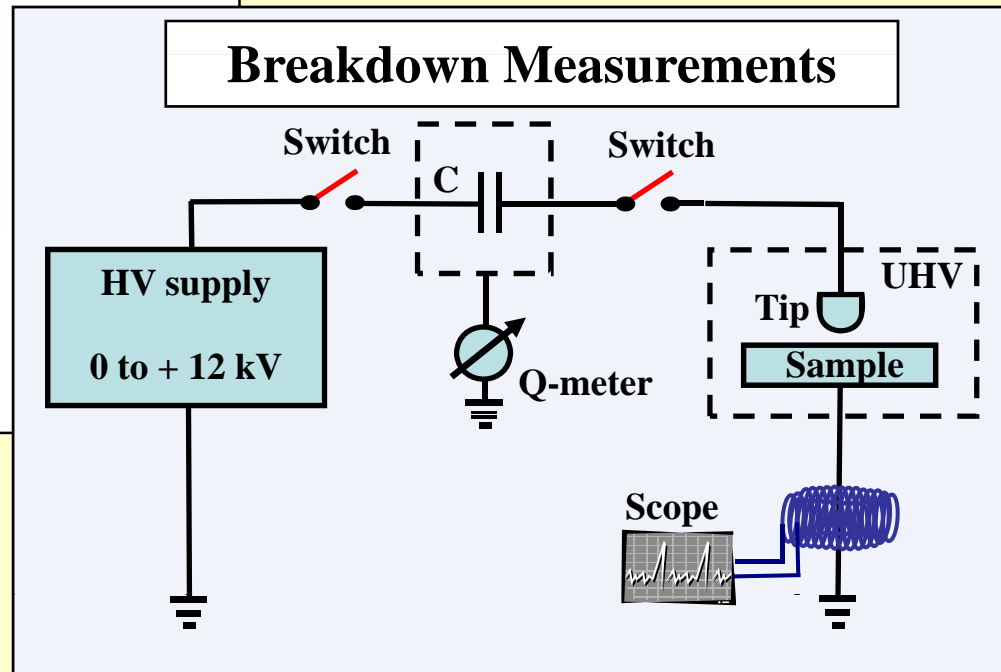 Breakdown Measurements
Switch
Switch
C
HV supply
0 to + 12 kV
UHV
Tip
Sample
Q-meter
Scope